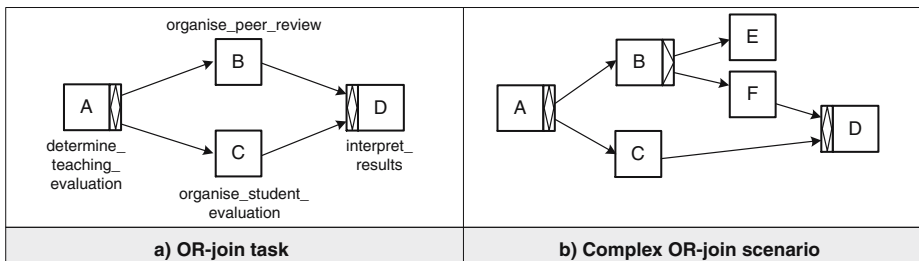 organise_peer_review
A
B
C
D
determine_
teaching_
evaluation
organise_student_
evaluation
interpret_
results
A
B
C
E
F
D
a) OR-join task
b) Complex OR-join scenario